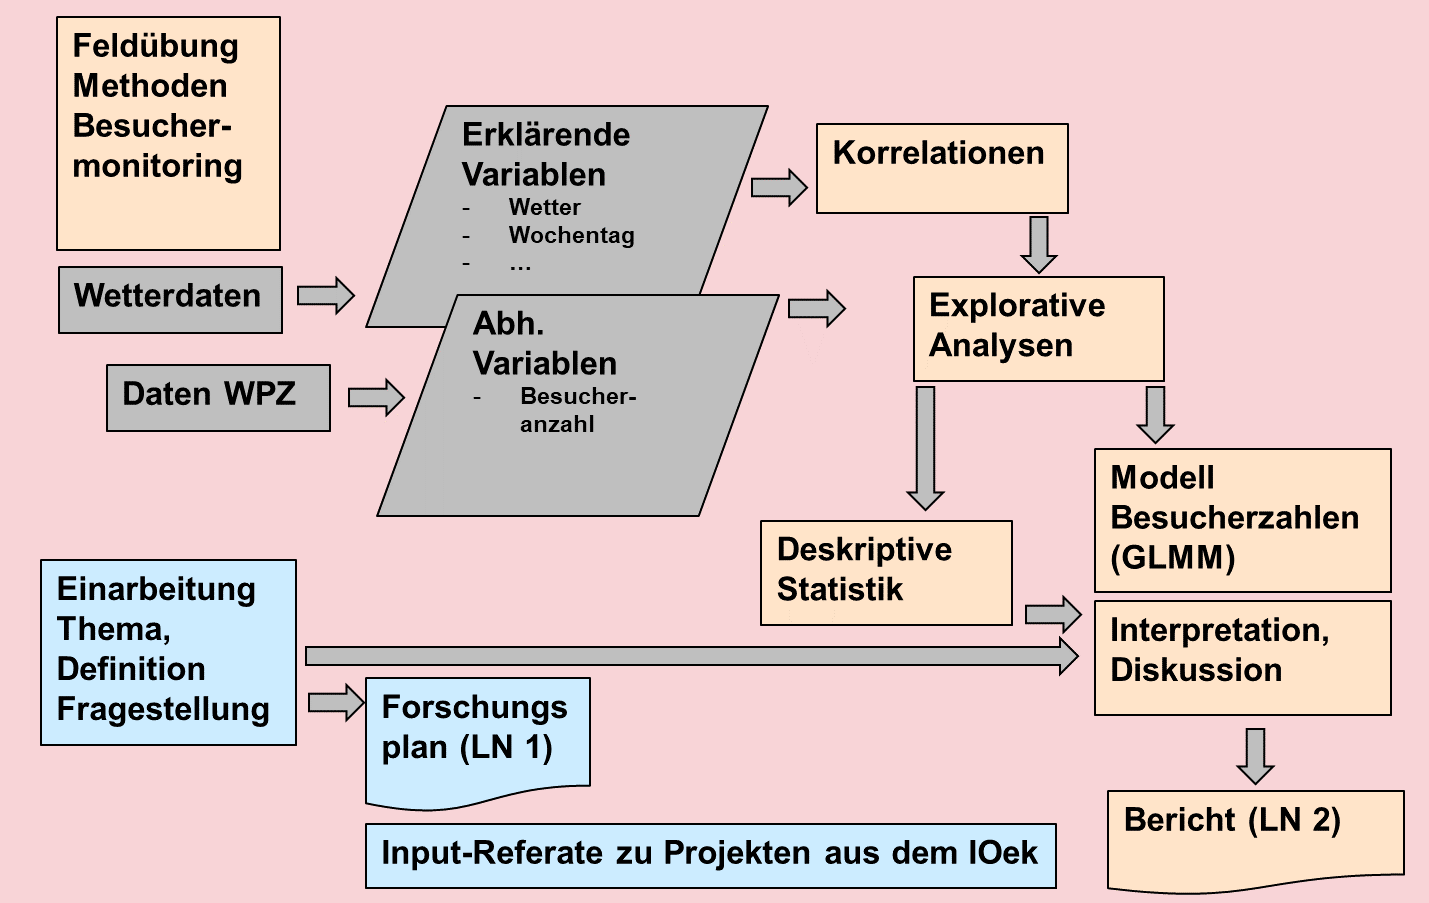 Feldübung
Methoden
Besucher-
monitoring
Wetterdaten
Daten WPZ
Erklärende
Variablen
- Wetter
- Wochentag
- ...
Abh.
Variablen
- Besucher-
anzahl
Korrelationen
Explorative
Analysen
Deskriptive
Statistik
Modell
Besucherzahlen
(GLMM)
Interpretation,
Diskussion
Einarbeitung
Thema,
Definition
Fragestellung
Forschungs
plan (LN 1)
Input-Referate zu Projekten aus dem IOek
Bericht (LN 2)